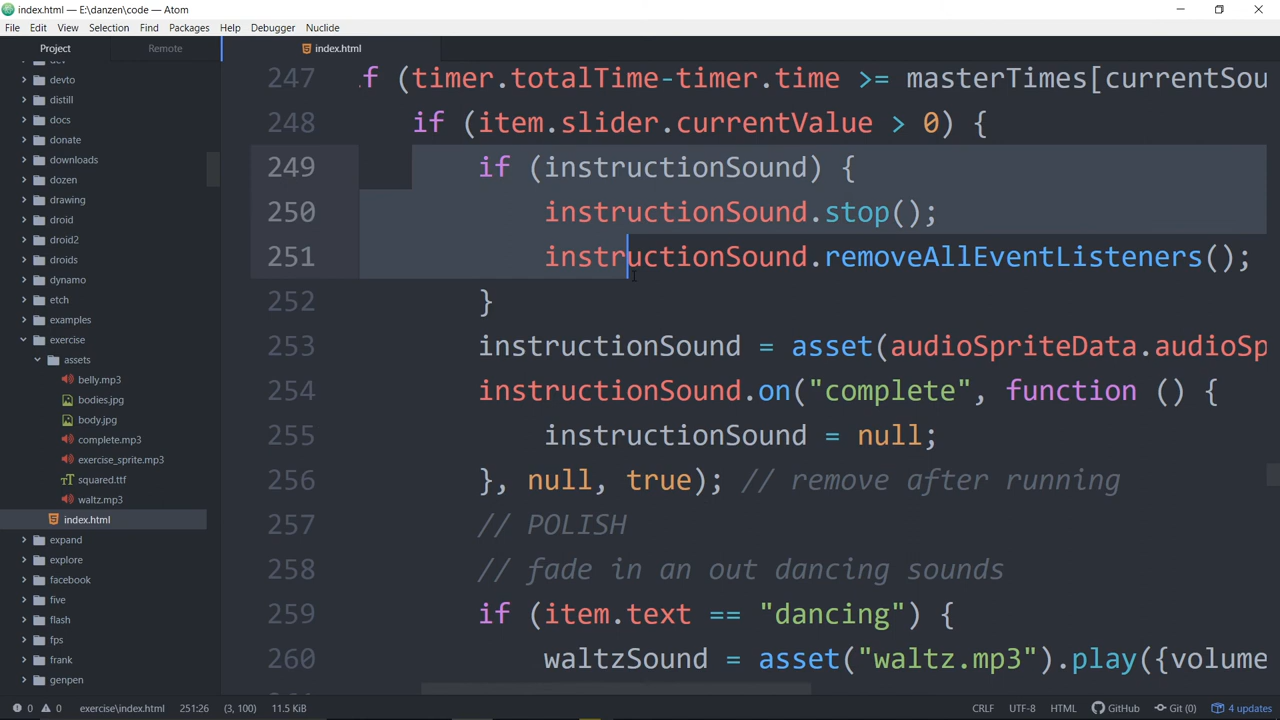 index.html — E:\danzen\code — Atom
File Edit View Selection Find Packages Help Debugger Nuclide
Project Remote
index.html
dev
devto
distill
docs
donate
downloads
dozen
drawing
droid
droid2
droids
dynamo
etch
examples
exercise
assets
belly.mp3
bodies.jpg
body.jpg
complete.mp3
exercise_sprite.mp3
squared.ttf
waltz.mp3
index.html
expand
explore
facebook
five
flash
fps
frank
genpen
247 if (timer.totalTime-timer.time >= masterTimes[currentSou
248 if (item.slider.currentValue > 0) {
249 if (instructionSound) {
250 instructionSound.stop();
251 instructionSound.removeAllEventListeners();
252 }
253 instructionSound = asset(audioSpriteData.audioSp
254 instructionSound.on("complete", function () {
255 instructionSound = null;
256 }, null, true); // remove after running
257 // POLISH
258 // fade in an out dancing sounds
259 if (item.text == "dancing") {
260 waltzSound = asset("waltz.mp3").play({volume
0 0 exercise\index.html 251:26 (3, 100) 11.5 KiB CRLF UTF-8 HTML GitHub Git (0) 4 updates